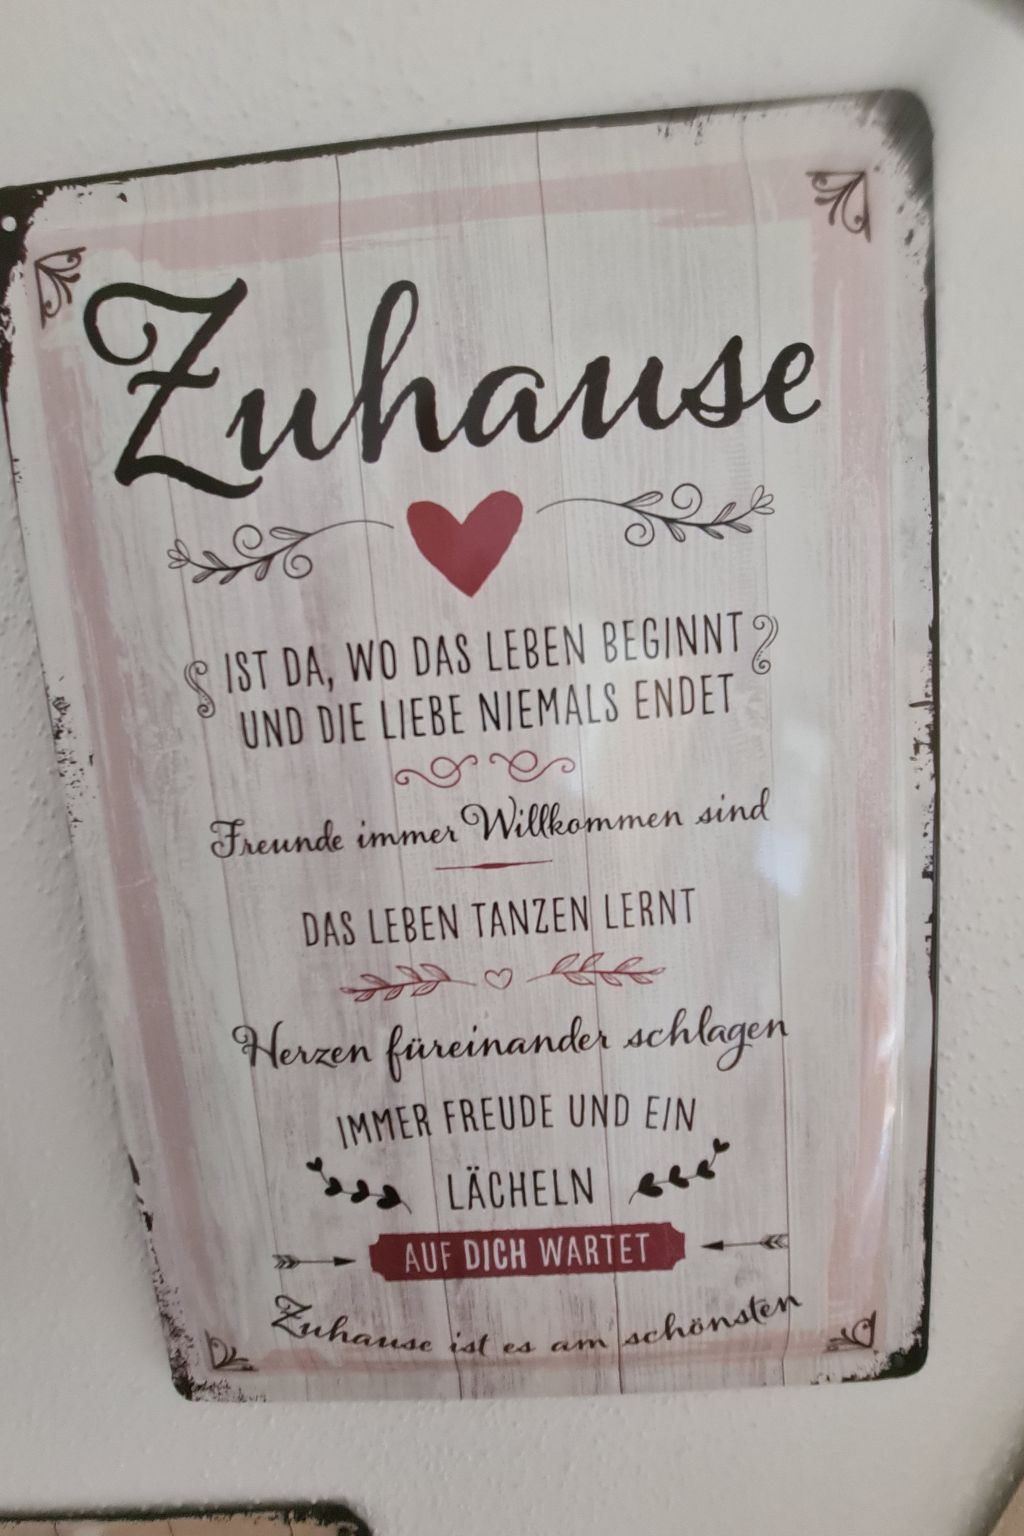 Zuhause
IST DA, WO DAS LEBEN BEGINNT
UND DIE LIEBE NIEMALS ENDET
Freunde immer Willkommen sind
DAS LEBEN TANZEN LERNT
Herzen füreinander schlagen
IMMER FREUDE UND EIN
LÄCHELN
AUF DICH WARTET
Zuhause ist es am schönsten